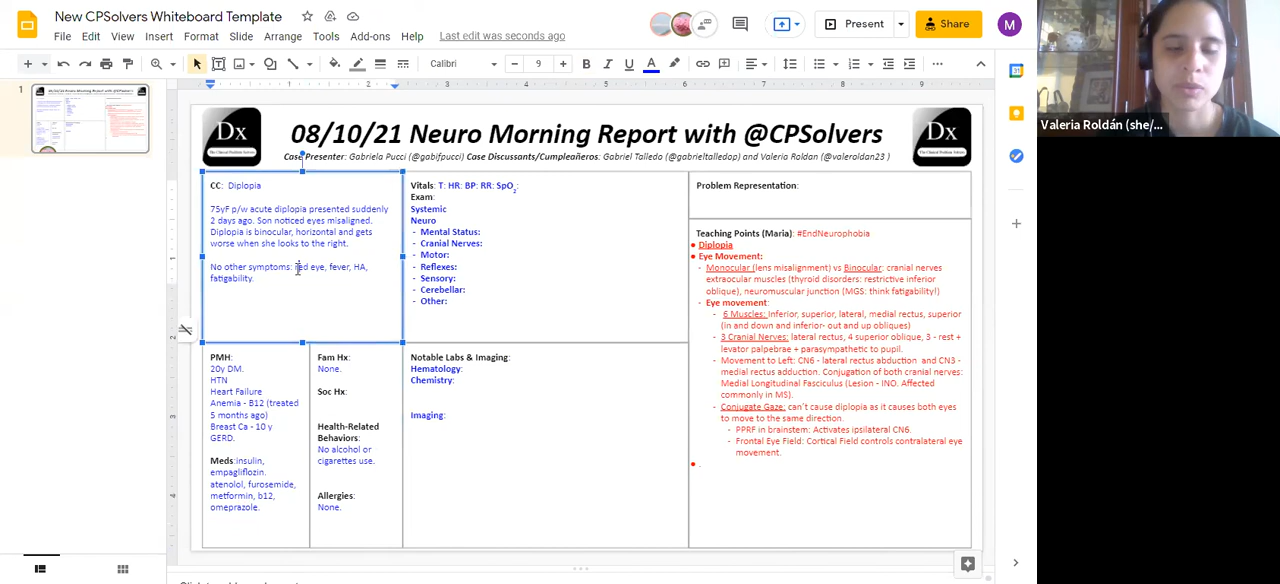 New CPSolvers Whiteboard Template
File Edit View Insert Format Slide Arrange Tools Add-ons Help Last edit was seconds ago
Present
Share
M
Calibri
9
Valeria Roldán (she/...
1
Dx
08/10/21 Neuro Morning Report with @CPSolvers
Dx
Case Presenter: Gabriela Pucci (@gabifpucci) Case Discussants/Cumpleañeros: Gabriel Talledo (@gabrieltalledop) and Valeria Roldan (@valeroldan23 )
CC: Diplopia
75yF p/w acute diplopia presented suddenly
2 days ago. Son noticed eyes misaligned.
Diplopia is binocular, horizontal and gets
worse when she looks to the right.
No other symptoms: red eye, fever, HA,
fatigability.
Vitals: T: HR: BP: RR: SpO2:
Exam:
Systemic
Neuro
- Mental Status:
- Cranial Nerves:
- Motor:
- Reflexes:
- Sensory:
- Cerebellar:
- Other:
Problem Representation:
Teaching Points (Maria): #EndNeurophobia
● Diplopia
● Eye Movement:
- Monocular (lens misalignment) vs Binocular: cranial nerves
extraocular muscles (thyroid disorders: restrictive inferior
oblique), neuromuscular junction (MGS: think fatigability!)
- Eye movement:
- 6 Muscles: Inferior, superior, lateral, medial rectus, superior
(in and down and inferior- out and up obliques)
- 3 Cranial Nerves: lateral rectus, 4 superior oblique, 3 - rest +
levator palpebrae + parasympathetic to pupil.
- Movement to Left: CN6 - lateral rectus abduction and CN3 -
medial rectus adduction. Conjugation of both cranial nerves:
Medial Longitudinal Fasciculus (Lesion - INO. Affected
commonly in MS).
- Conjugate Gaze: can´t cause diplopia as it causes both eyes
to move to the same direction.
- PPRF in brainstem: Activates ipsilateral CN6.
- Frontal Eye Field: Cortical Field controls contralateral eye
movement.
● .
PMH:
20y DM.
HTN
Heart Failure
Anemia - B12 (treated
5 months ago)
Breast Ca - 10 y
GERD.
Meds:insulin,
empagliflozin.
atenolol, furosemide,
metformin, b12,
omeprazole.
Fam Hx:
None.
Soc Hx:
Health-Related
Behaviors:
No alcohol or
cigarettes use.
Allergies:
None.
Notable Labs & Imaging:
Hematology:
Chemistry:
Imaging: